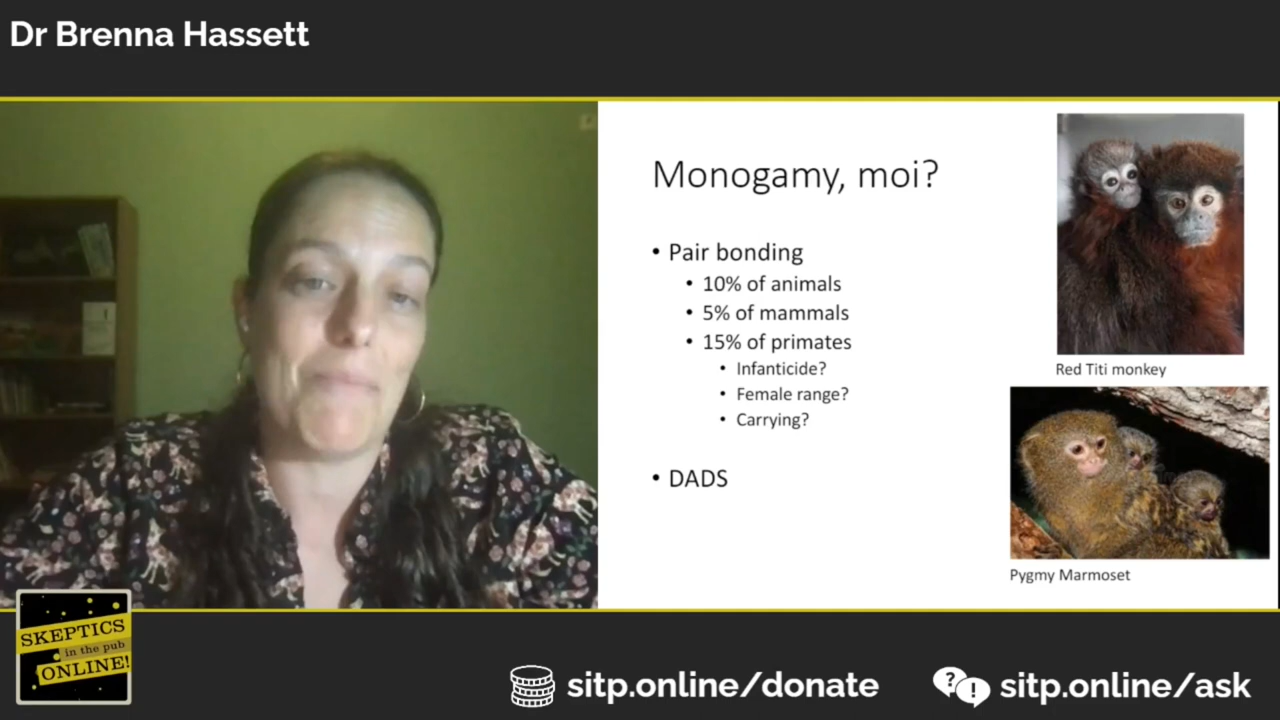 Dr Brenna Hassett
Monogamy, moi?
• Pair bonding
• 10% of animals
• 5% of mammals
• 15% of primates
• Infanticide?
• Female range?
• Carrying?
• DADS
Red Titi monkey
Pygmy Marmoset
SKEPTICS
in the pub
ONLINE!
sitp.online/donate
sitp.online/ask